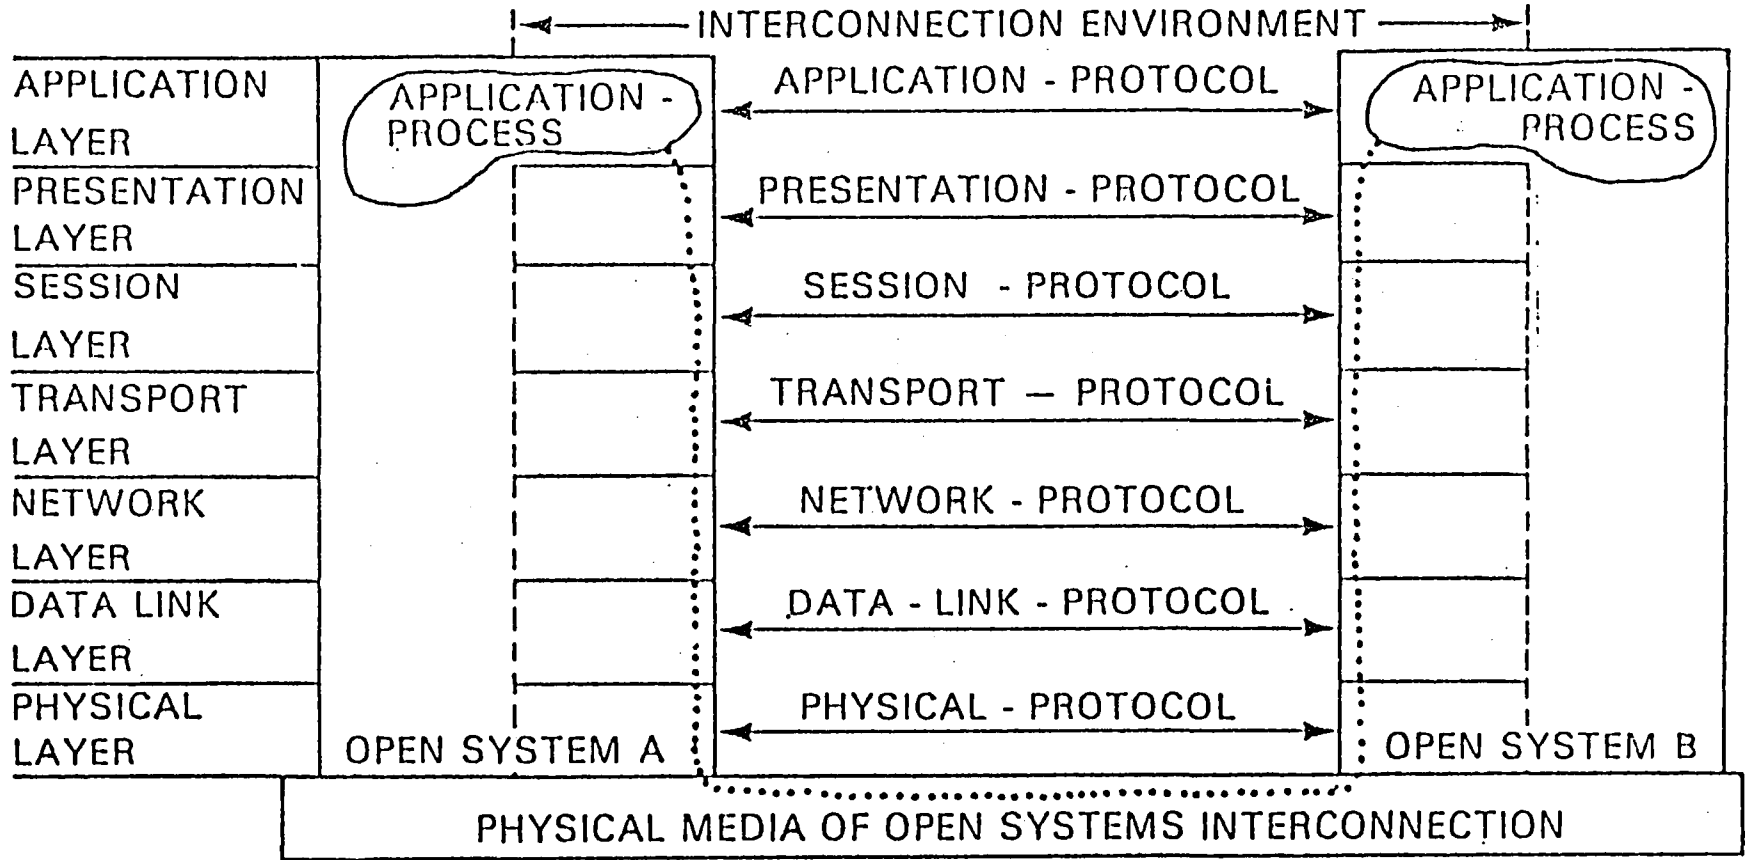 INTERCONNECTION ENVIRONMENT
APPLICATION
LAYER
APPLICATION -
PROCESS
APPLICATION - PROTOCOL
APPLICATION -
PROCESS
PRESENTATION
LAYER
PRESENTATION - PROTOCOL
SESSION
LAYER
SESSION - PROTOCOL
TRANSPORT
LAYER
TRANSPORT — PROTOCOL
NETWORK
LAYER
NETWORK - PROTOCOL
DATA LINK
LAYER
DATA - LINK - PROTOCOL
PHYSICAL
LAYER
PHYSICAL - PROTOCOL
OPEN SYSTEM A
OPEN SYSTEM B
PHYSICAL MEDIA OF OPEN SYSTEMS INTERCONNECTION